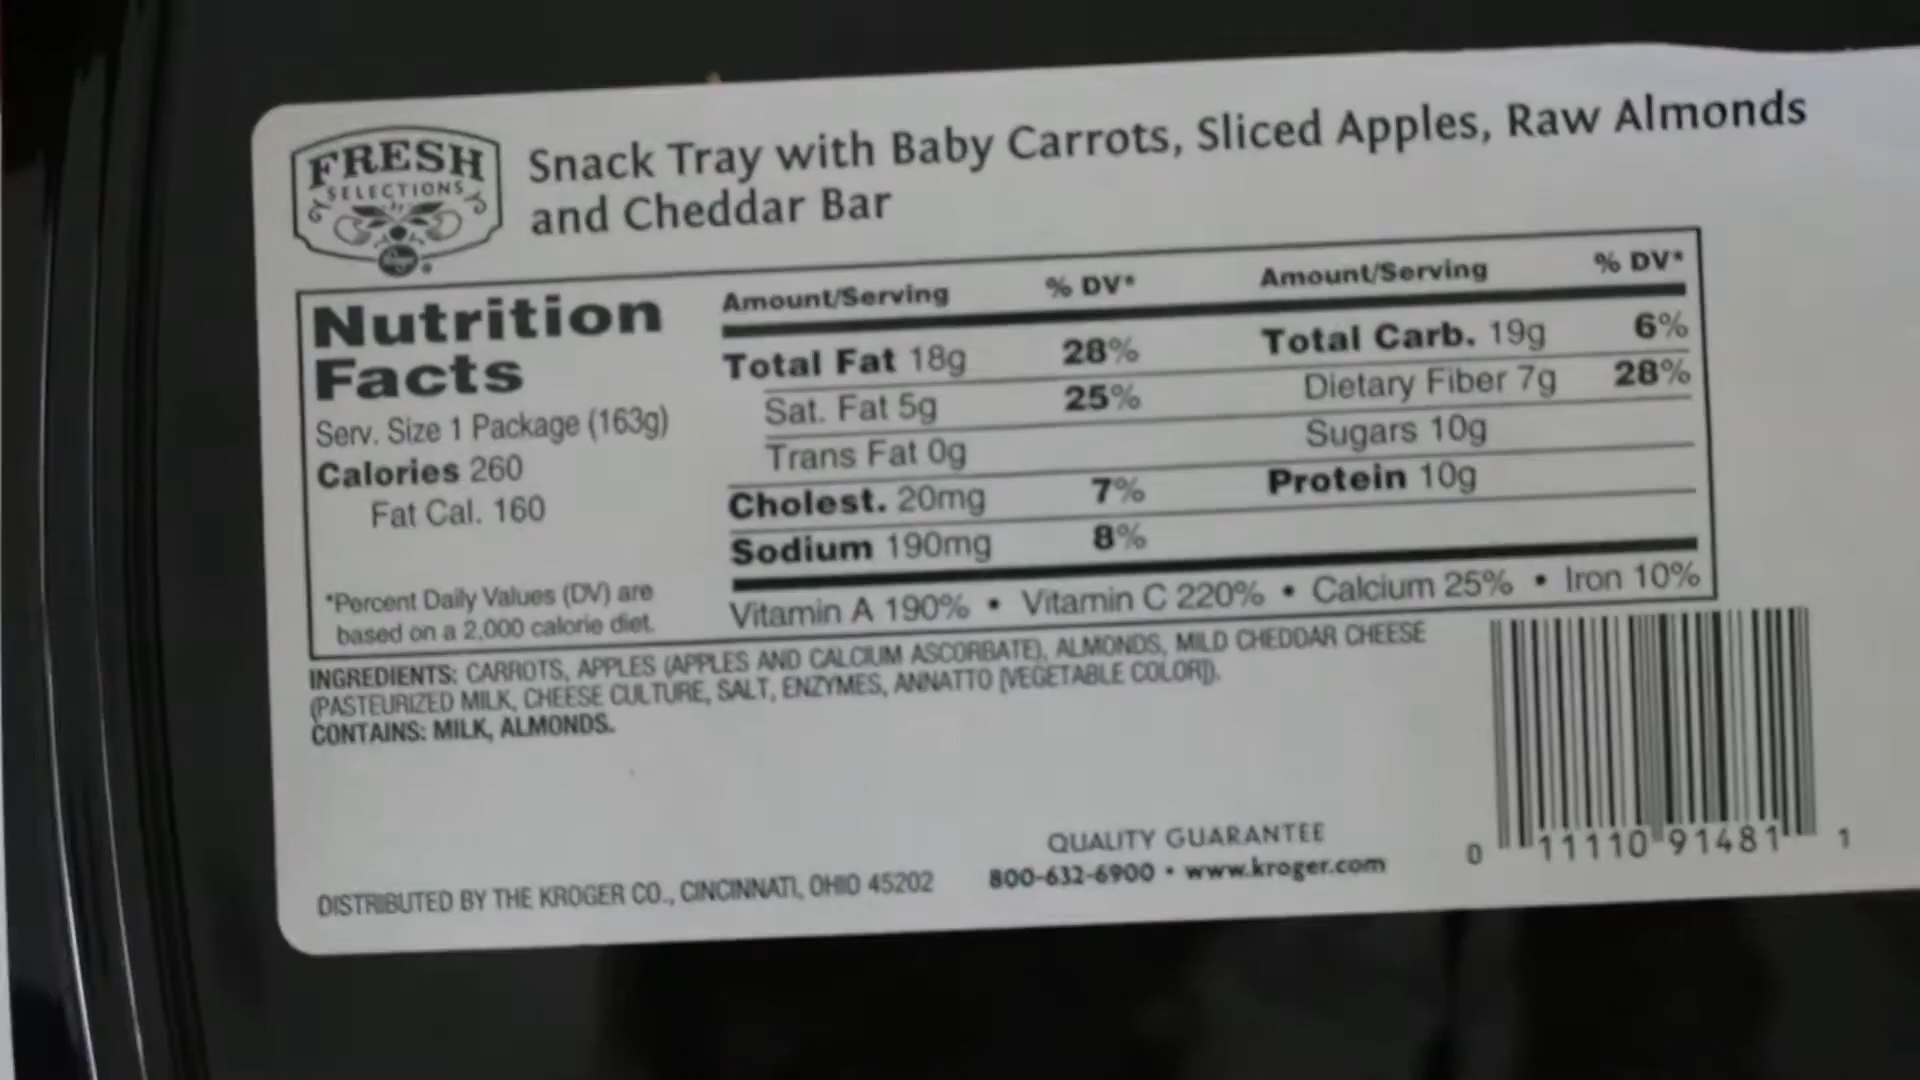 FRESH
SELECTIONS
by
Kroger
Snack Tray with Baby Carrots, Sliced Apples, Raw Almonds
and Cheddar Bar
Nutrition
Facts
Serv. Size 1 Package (163g)
Calories 260
Fat Cal. 160
*Percent Daily Values (DV) are
based on a 2,000 calorie diet.
Amount/Serving % DV* Amount/Serving % DV*
Total Fat 18g 28% Total Carb. 19g 6%
Sat. Fat 5g 25% Dietary Fiber 7g 28%
Trans Fat 0g Sugars 10g
Cholest. 20mg 7% Protein 10g
Sodium 190mg 8%
Vitamin A 190% • Vitamin C 220% • Calcium 25% • Iron 10%
INGREDIENTS: CARROTS, APPLES (APPLES AND CALCIUM ASCORBATE), ALMONDS, MILD CHEDDAR CHEESE
(PASTEURIZED MILK, CHEESE CULTURE, SALT, ENZYMES, ANNATTO [VEGETABLE COLOR]).
CONTAINS: MILK, ALMONDS.
QUALITY GUARANTEE
800-632-6900 • www.kroger.com
DISTRIBUTED BY THE KROGER CO., CINCINNATI, OHIO 45202
0 11110 91481 1